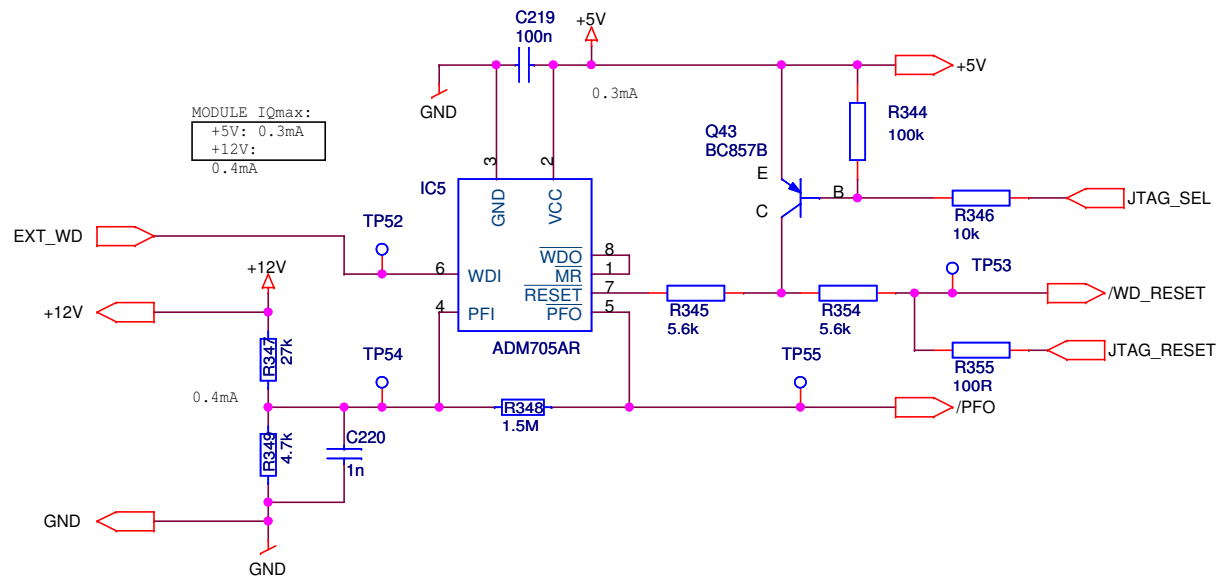 C219
100n
+5V
+5V
GND
0.3mA
MODULE IQmax:
+5V: 0.3mA
+12V:
0.4mA
R344
100k
Q43
BC857B
E
B
C
IC5
3
2
GND
VCC
R346
10k
JTAG_SEL
EXT_WD
TP52
6
WDI
WDO
8
MR
1
RESET
7
PFI
4
PFO
5
ADM705AR
+12V
+12V
R345
5.6k
R354
5.6k
TP53
/WD_RESET
R355
100R
JTAG_RESET
R347
27k
0.4mA
TP54
TP55
R348
1.5M
/PFO
R349
4.7k
C220
1n
GND
GND